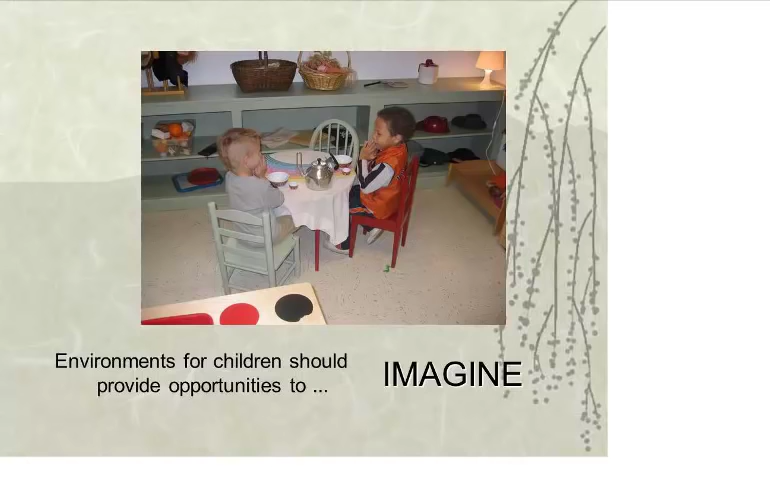 Environments for children should
provide opportunities to ...
IMAGINE